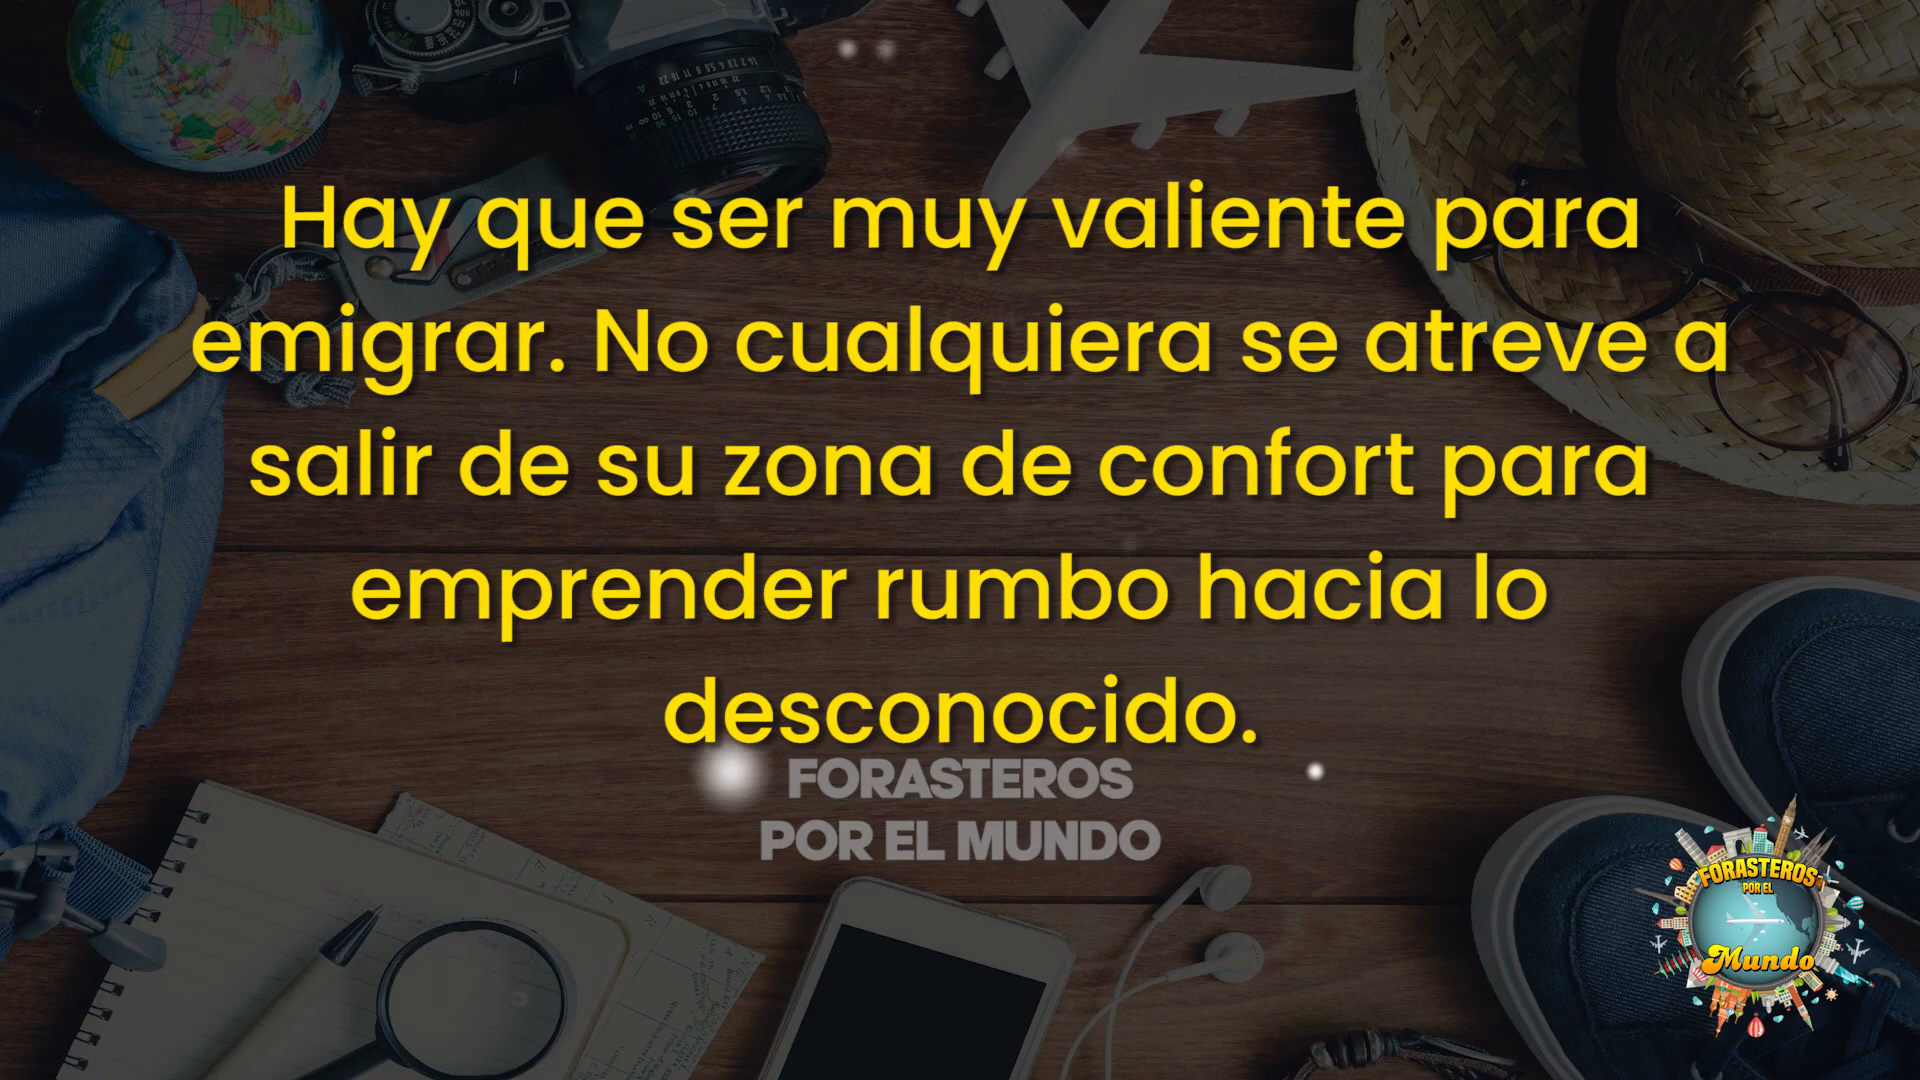 Hay que ser muy valiente para
emigrar. No cualquiera se atreve a
salir de su zona de confort para
emprender rumbo hacia lo
desconocido.
FORASTEROS
POR EL MUNDO
FORASTEROS
POR EL
Mundo